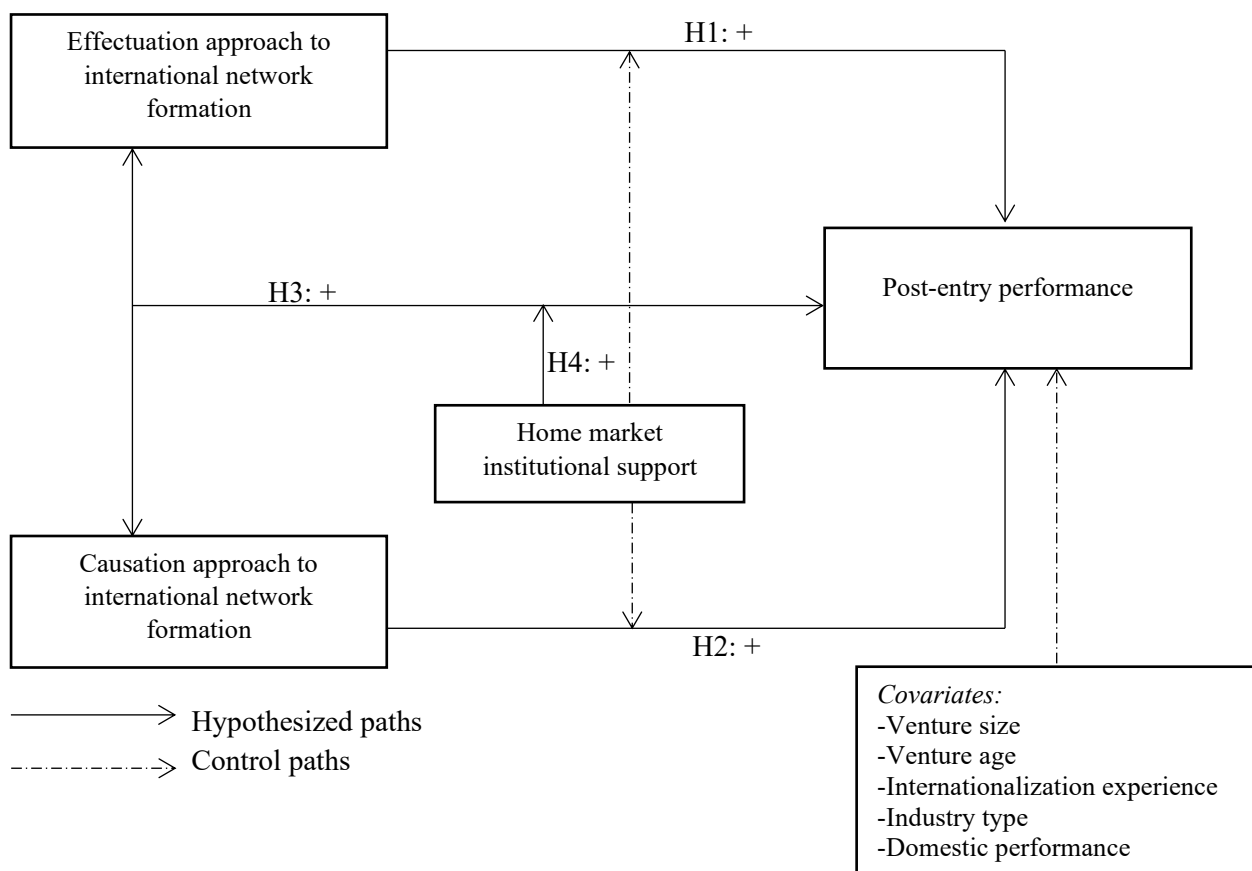 Effectuation approach to
international network
formation
H1: +
H3: +
Post-entry performance
H4: +
Home market
institutional support
Causation approach to
international network
formation
H2: +
Hypothesized paths
Control paths
Covariates:
-Venture size
-Venture age
-Internationalization experience
-Industry type
-Domestic performance